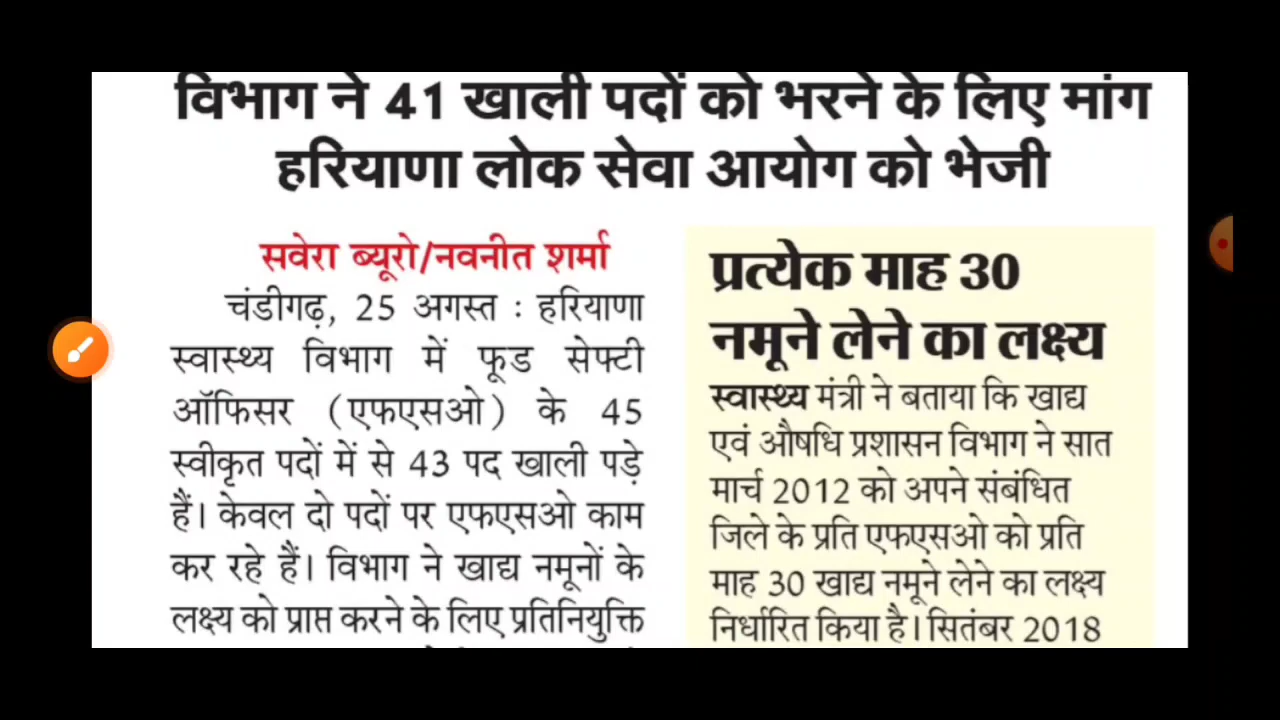 विभाग ने 41 खाली पदों को भरने के लिए मांग
हरियाणा लोक सेवा आयोग को भेजी
सवेरा ब्यूरो/नवनीत शर्मा
चंडीगढ़, 25 अगस्त : हरियाणा
स्वास्थ्य विभाग में फूड सेफ्टी
ऑफिसर (एफएसओ) के 45
स्वीकृत पदों में से 43 पद खाली पड़े
हैं। केवल दो पदों पर एफएसओ काम
कर रहे हैं। विभाग ने खाद्य नमूनों के
लक्ष्य को प्राप्त करने के लिए प्रतिनियुक्ति
प्रत्येक माह 30
नमूने लेने का लक्ष्य
स्वास्थ्य मंत्री ने बताया कि खाद्य
एवं औषधि प्रशासन विभाग ने सात
मार्च 2012 को अपने संबंधित
जिले के प्रति एफएसओ को प्रति
माह 30 खाद्य नमूने लेने का लक्ष्य
निर्धारित किया है। सितंबर 2018